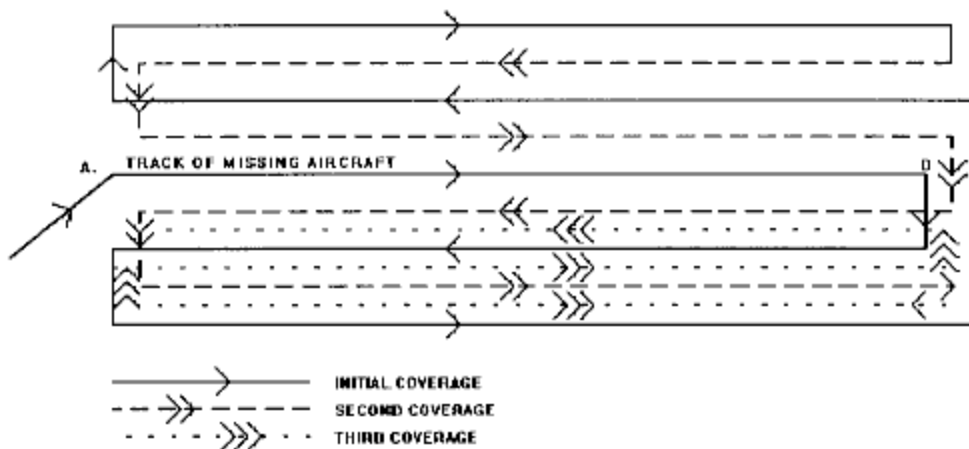 A. TRACK OF MISSING AIRCRAFT
INITIAL COVERAGE
SECOND COVERAGE
THIRD COVERAGE